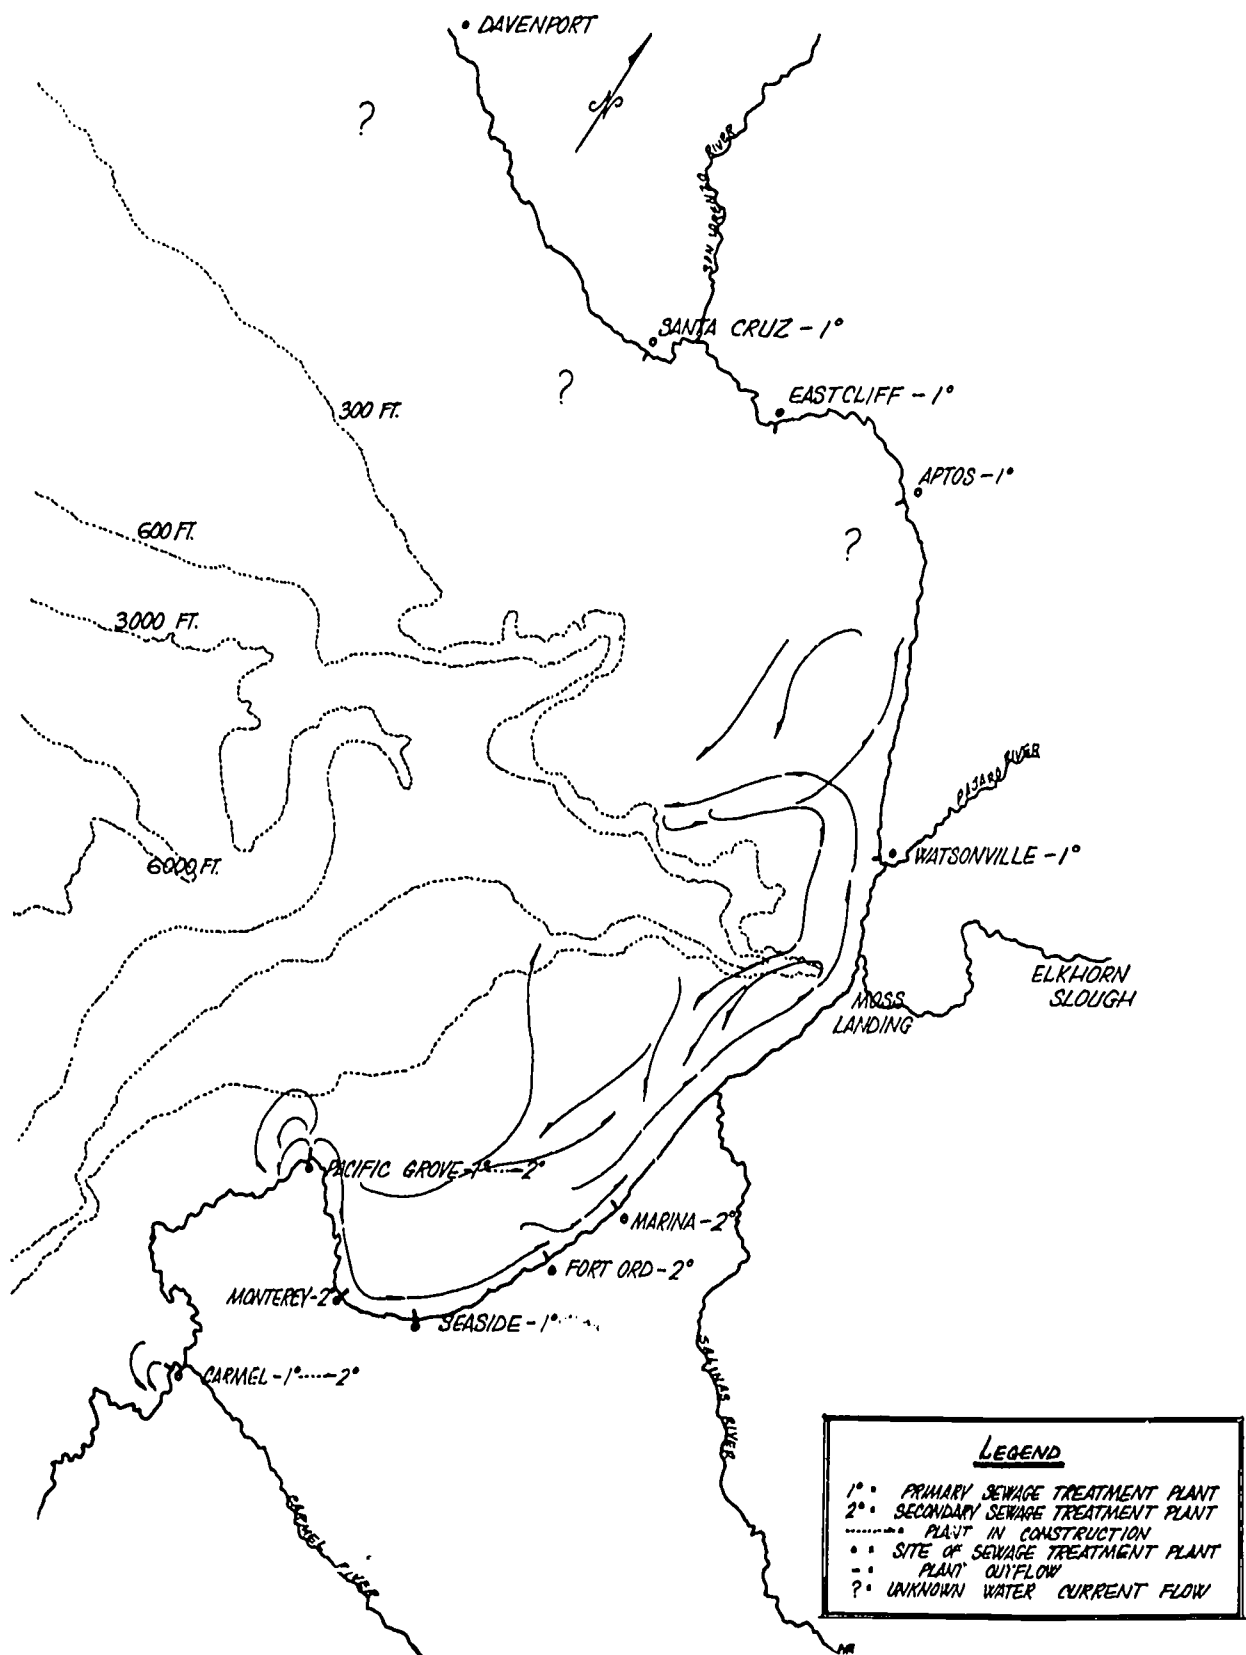 DAVENPORT
N
?
SAN LORENZO RIVER
SANTA CRUZ - 1°
?
EASTCLIFF - 1°
300 FT.
APTOS - 1°
600 FT.
?
3000 FT.
PAJARO RIVER
6000 FT.
WATSONVILLE - 1°
ELKHORN
SLOUGH
MOSS
LANDING
PACIFIC GROVE - 1°------2°
MARINA - 2°
FORT ORD - 2°
MONTEREY - 2°
SEASIDE - 1°
CARMEL - 1°------2°
SALINAS RIVER
CARMEL RIVER
LEGEND
1° : PRIMARY SEWAGE TREATMENT PLANT
2° : SECONDARY SEWAGE TREATMENT PLANT
-------- : PLANT IN CONSTRUCTION
• : SITE OF SEWAGE TREATMENT PLANT
- : PLANT OUTFLOW
? : UNKNOWN WATER CURRENT FLOW